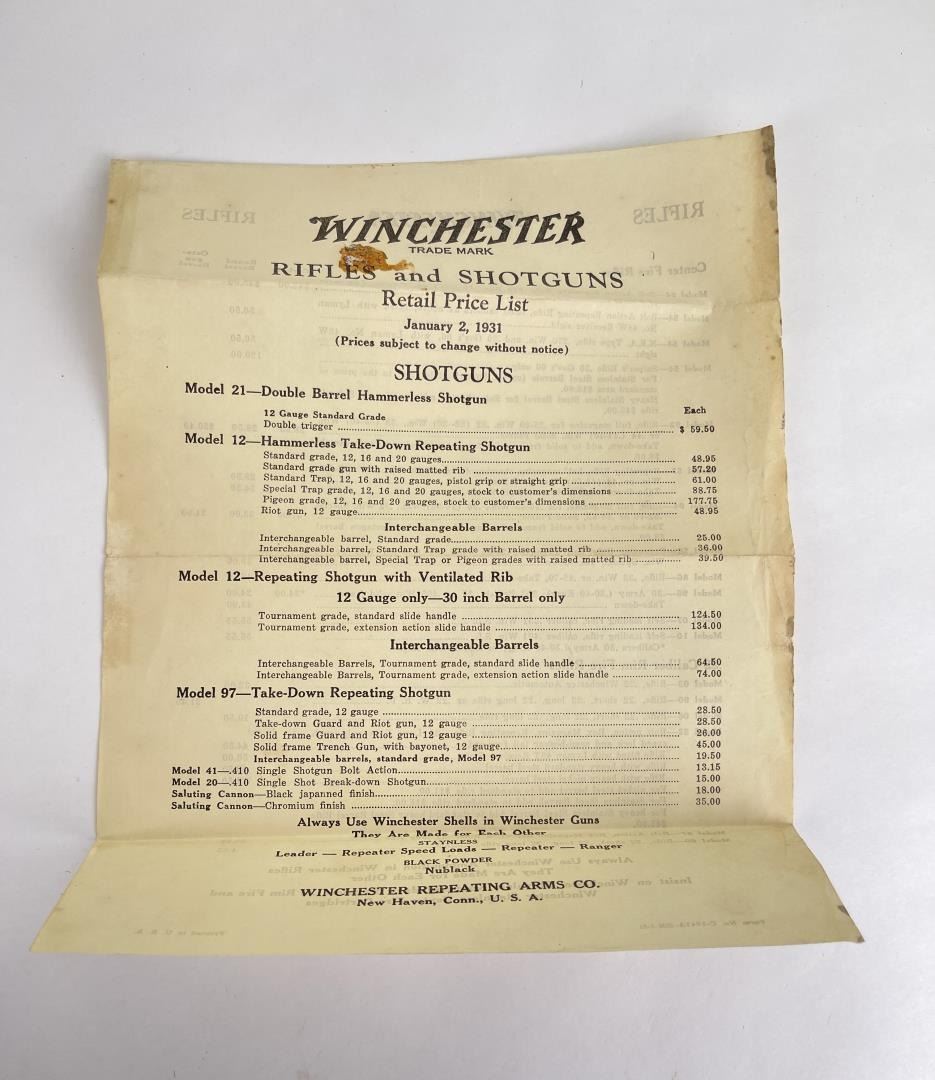 WINCHESTER
TRADE MARK
RIFLES and SHOTGUNS
Retail Price List
January 2, 1931
(Prices subject to change without notice)
SHOTGUNS
Model 21—Double Barrel Hammerless Shotgun
Each
12 Gauge Standard Grade
Double trigger $ 59.50
Model 12—Hammerless Take-Down Repeating Shotgun
Standard grade, 12, 16 and 20 gauges 48.95
Standard grade gun with raised matted rib 57.20
Standard Trap, 12, 16 and 20 gauges, pistol grip or straight grip 61.00
Special Trap grade, 12, 16 and 20 gauges, stock to customer's dimensions 88.75
Pigeon grade, 12, 16 and 20 gauges, stock to customer's dimensions 177.75
Riot gun, 12 gauge 48.95
Interchangeable Barrels
Interchangeable barrel, Standard grade 25.00
Interchangeable barrel, Standard Trap grade with raised matted rib 36.00
Interchangeable barrel, Special Trap or Pigeon grades with raised matted rib 39.50
Model 12—Repeating Shotgun with Ventilated Rib
12 Gauge only—30 inch Barrel only
Tournament grade, standard slide handle 124.50
Tournament grade, extension action slide handle 134.00
Interchangeable Barrels
Interchangeable Barrels, Tournament grade, standard slide handle 64.50
Interchangeable Barrels, Tournament grade, extension action slide handle 74.00
Model 97—Take-Down Repeating Shotgun
Standard grade, 12 gauge 28.50
Take-down Guard and Riot gun, 12 gauge 28.50
Solid frame Guard and Riot gun, 12 gauge 26.00
Solid frame Trench Gun, with bayonet, 12 gauge 45.00
Interchangeable barrels, standard grade, Model 97 19.50
Model 41—.410 Single Shotgun Bolt Action 13.15
Model 20—.410 Single Shot Break-down Shotgun 15.00
Saluting Cannon—Black japanned finish 18.00
Saluting Cannon—Chromium finish 35.00
Always Use Winchester Shells in Winchester Guns
They Are Made for Each Other
STAYNLESS
Leader — Repeater Speed Loads — Repeater — Ranger
BLACK POWDER
Nublack
WINCHESTER REPEATING ARMS CO.
New Haven, Conn., U. S. A.